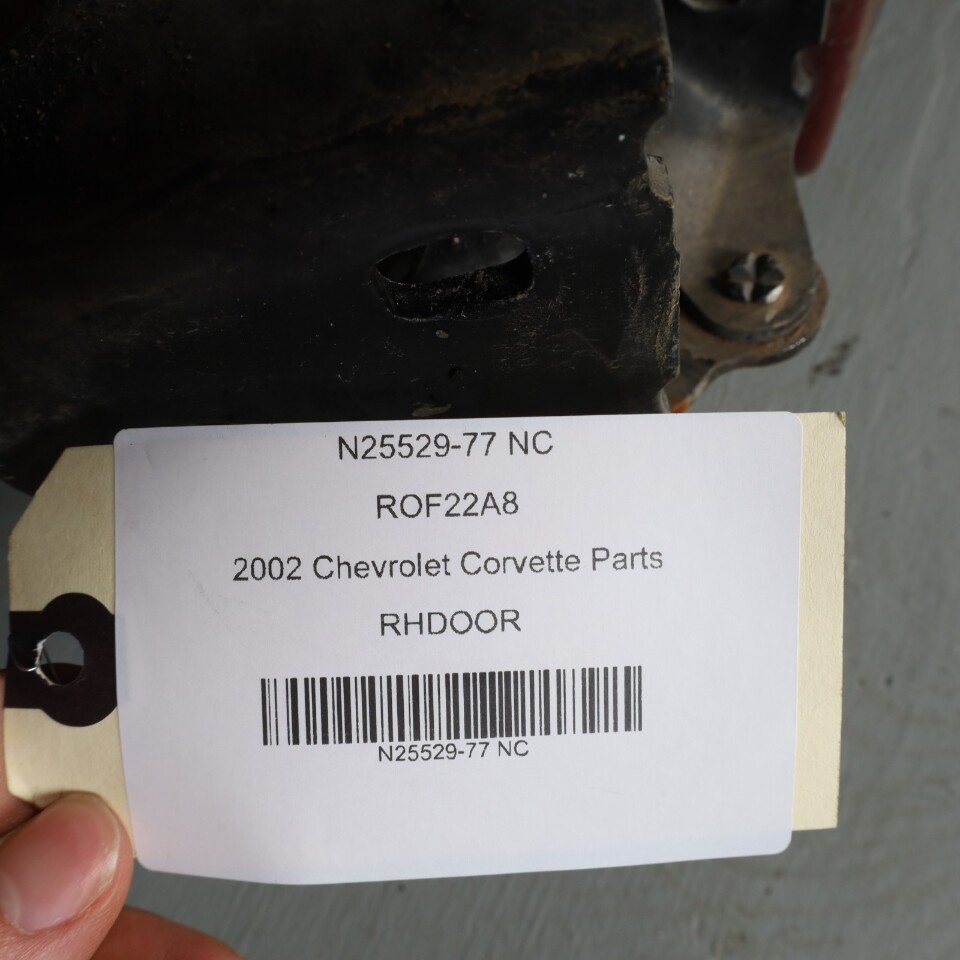 N25529-77 NC
ROF22A8
2002 Chevrolet Corvette Parts
RHDOOR
N25529-77 NC